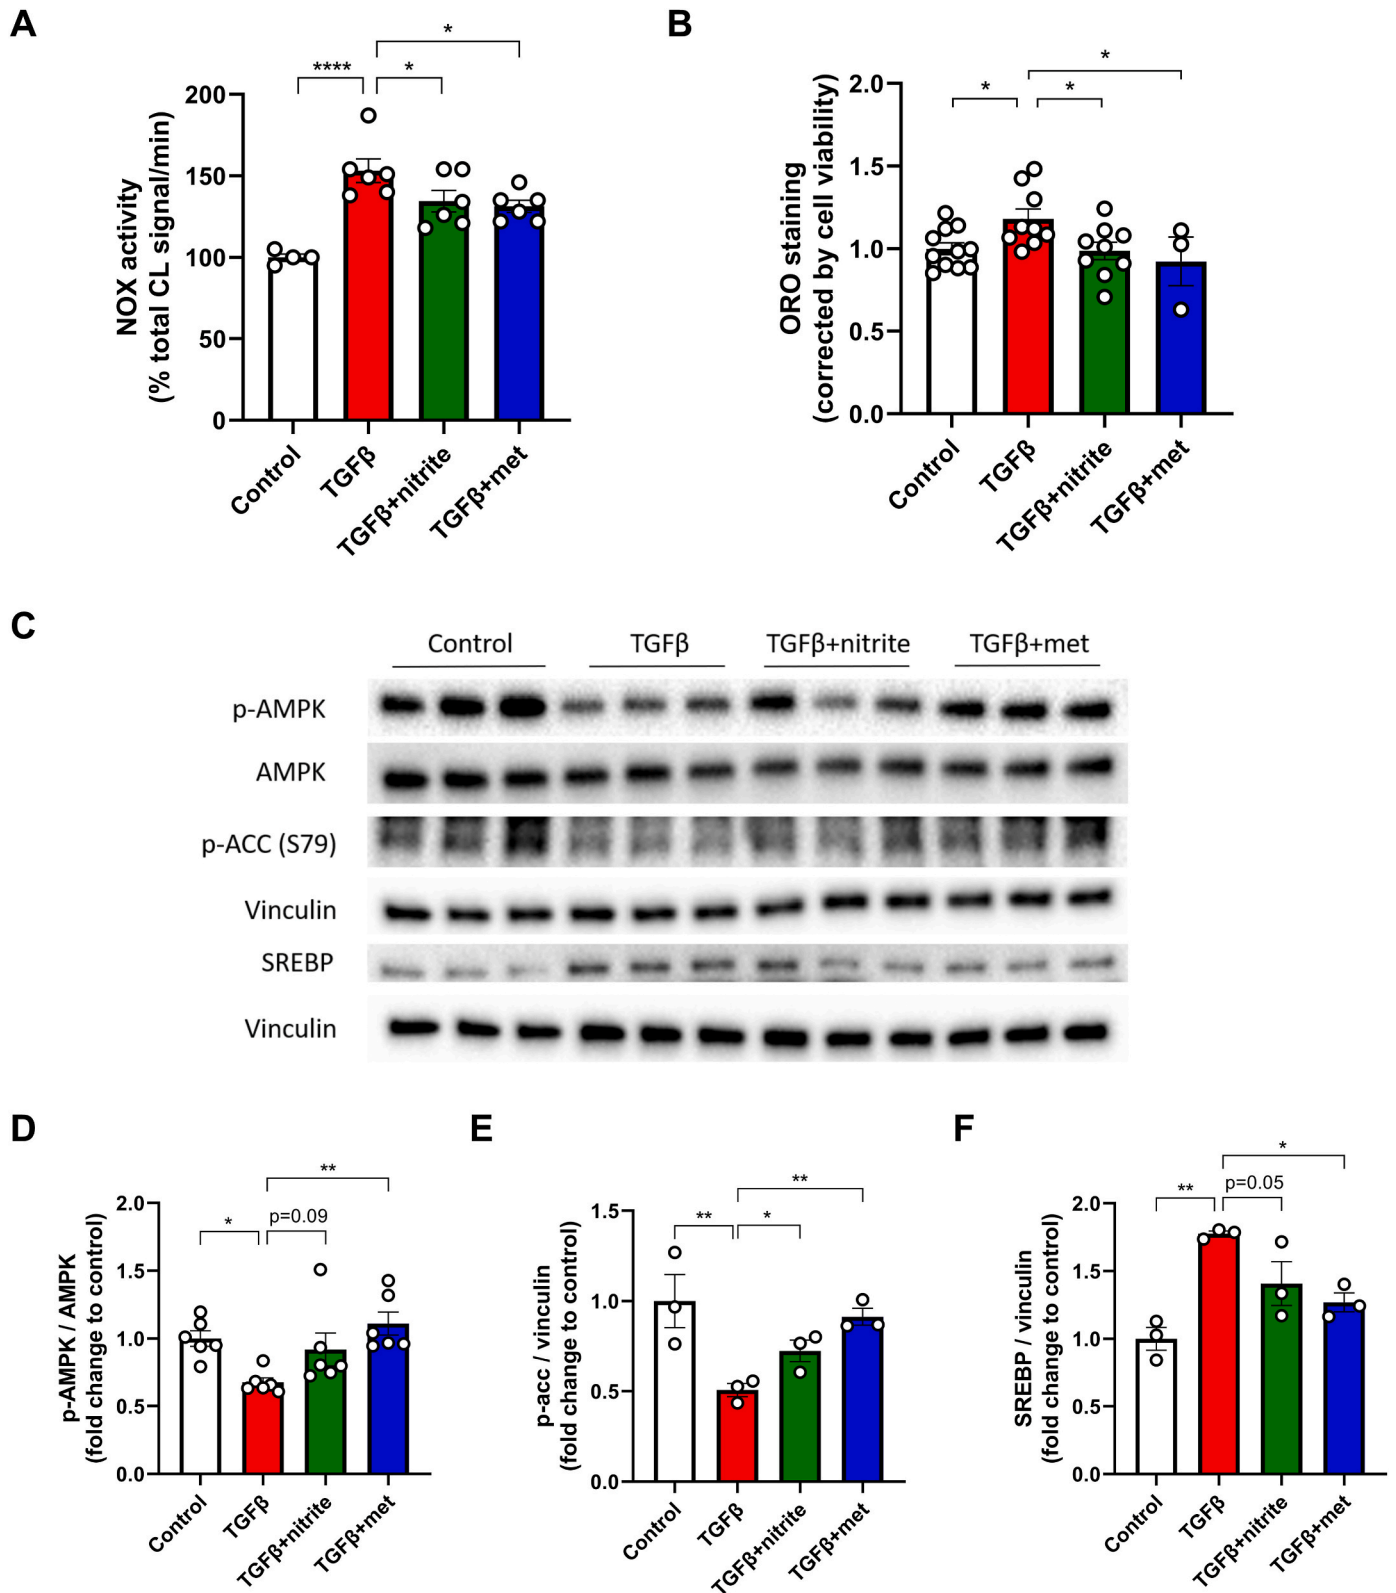 A
NOX activity
(% total CL signal/min)
200
150
100
50
0
****
*
*
Control
TGFβ
TGFβ+nitrite
TGFβ+met
B
ORO staining
(corrected by cell viability)
2.0
1.5
1.0
0.5
0.0
*
*
*
Control
TGFβ
TGFβ+nitrite
TGFβ+met
C
Control TGFβ TGFβ+nitrite TGFβ+met
p-AMPK
AMPK
p-ACC (S79)
Vinculin
SREBP
Vinculin
D
p-AMPK / AMPK
(fold change to control)
2.0
1.5
1.0
0.5
0.0
**
*
p=0.09
Control
TGFβ
TGFβ+nitrite
TGFβ+met
E
p-acc / vinculin
(fold change to control)
1.5
1.0
0.5
0.0
**
**
*
Control
TGFβ
TGFβ+nitrite
TGFβ+met
F
SREBP / vinculin
(fold change to control)
2.0
1.5
1.0
0.5
0.0
*
**
p=0.05
Control
TGFβ
TGFβ+nitrite
TGFβ+met